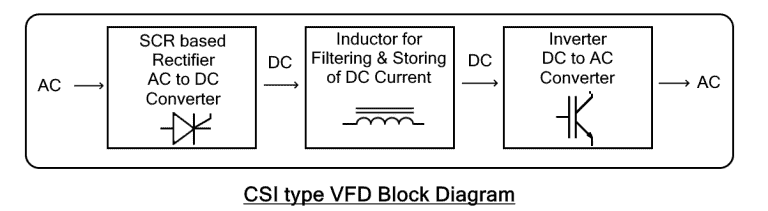 AC
SCR based
Rectifier
AC to DC
Converter
DC
Inductor for
Filtering & Storing
of DC Current
DC
Inverter
DC to AC
Converter
AC
CSI type VFD Block Diagram